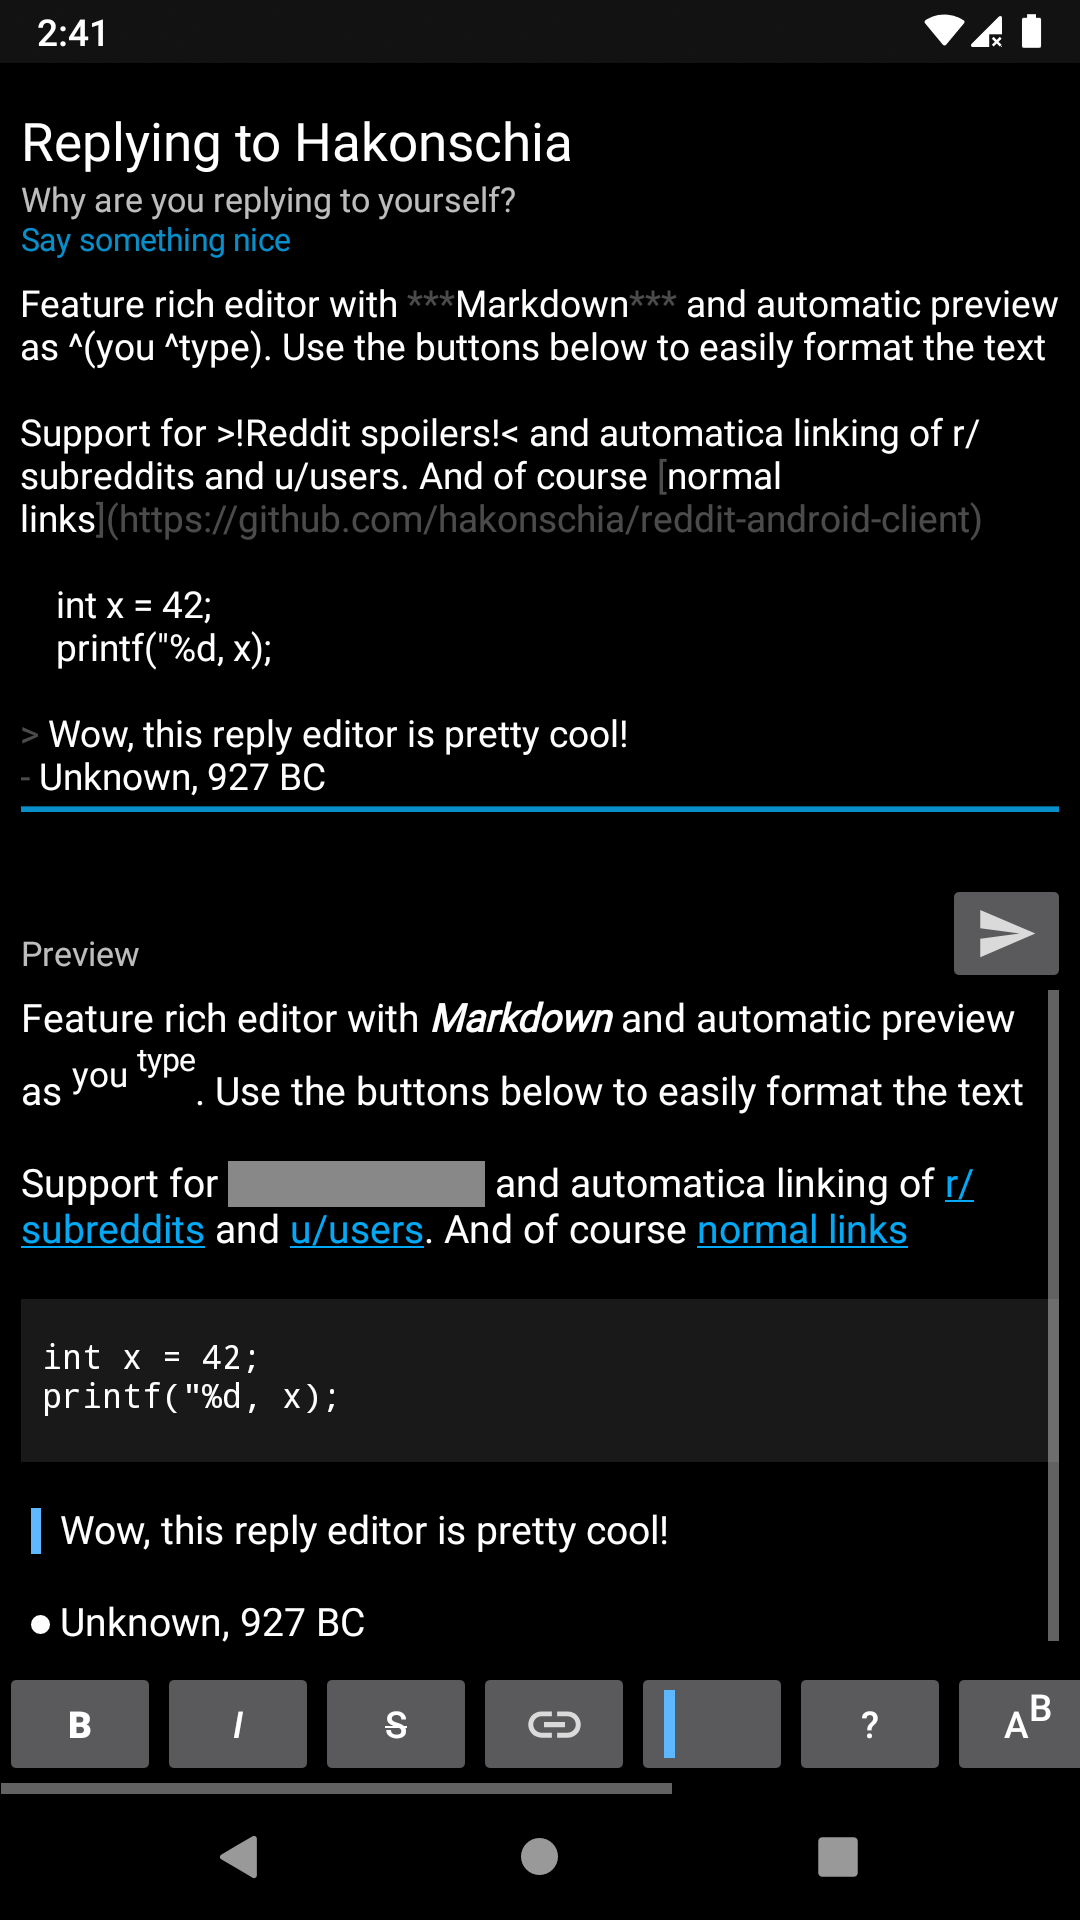 2:41
Replying to Hakonschia
Why are you replying to yourself?
Say something nice
Feature rich editor with ***Markdown*** and automatic preview
as ^(you ^type). Use the buttons below to easily format the text
Support for >!Reddit spoilers!< and automatica linking of r/
subreddits and u/users. And of course [normal
links](https://github.com/hakonschia/reddit-android-client)
int x = 42;
printf("%d, x);
> Wow, this reply editor is pretty cool!
- Unknown, 927 BC
Preview
Feature rich editor with Markdown and automatic preview
as you type. Use the buttons below to easily format the text
Support for and automatica linking of r/
subreddits and u/users. And of course normal links
int x = 42;
printf("%d, x);
Wow, this reply editor is pretty cool!
● Unknown, 927 BC
B I S ? AB